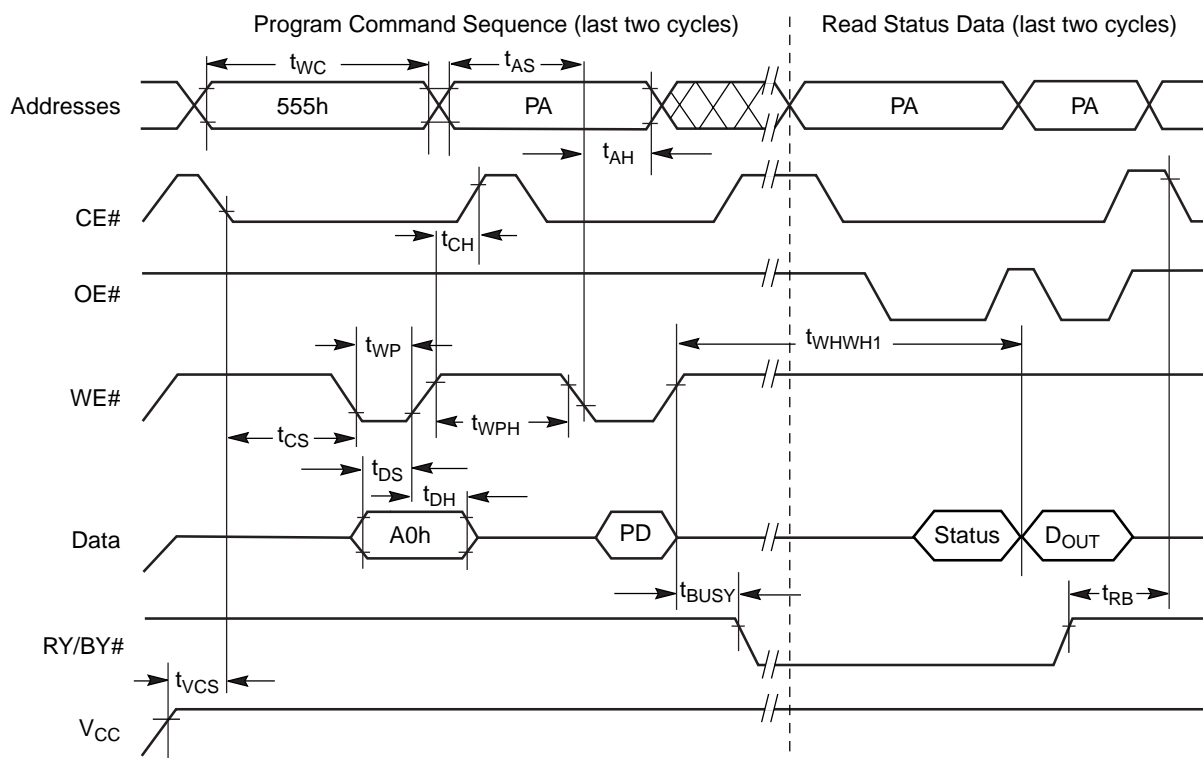 Program Command Sequence (last two cycles)
Read Status Data (last two cycles)
tWC
tAS
Addresses
555h
PA
PA
PA
tAH
CE#
tCH
OE#
tWP
tWHWH1
WE#
tWPH
tCS
tDS
tDH
Data
A0h
PD
Status
DOUT
tBUSY
tRB
RY/BY#
tVCS
VCC